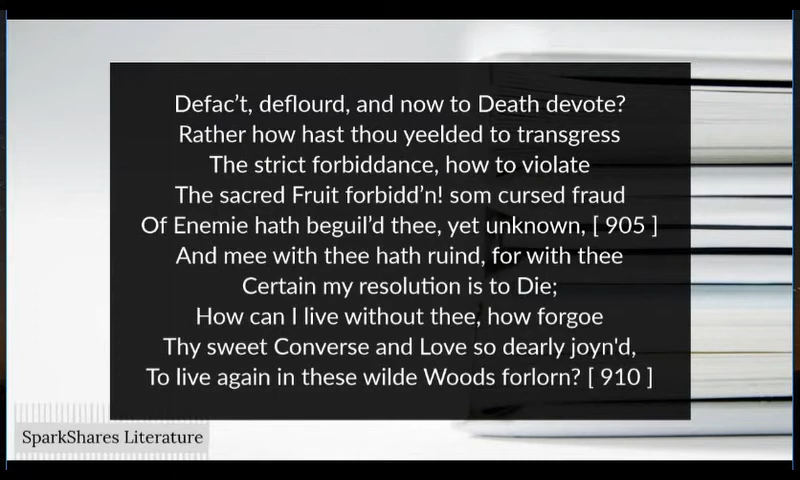 Defac’t, deflourd, and now to Death devote?
Rather how hast thou yeelded to transgress
The strict forbiddance, how to violate
The sacred Fruit forbidd’n! som cursed fraud
Of Enemie hath beguil’d thee, yet unknown, [ 905 ]
And mee with thee hath ruind, for with thee
Certain my resolution is to Die;
How can I live without thee, how forgoe
Thy sweet Converse and Love so dearly joyn'd,
To live again in these wilde Woods forlorn? [ 910 ]
SparkShares Literature